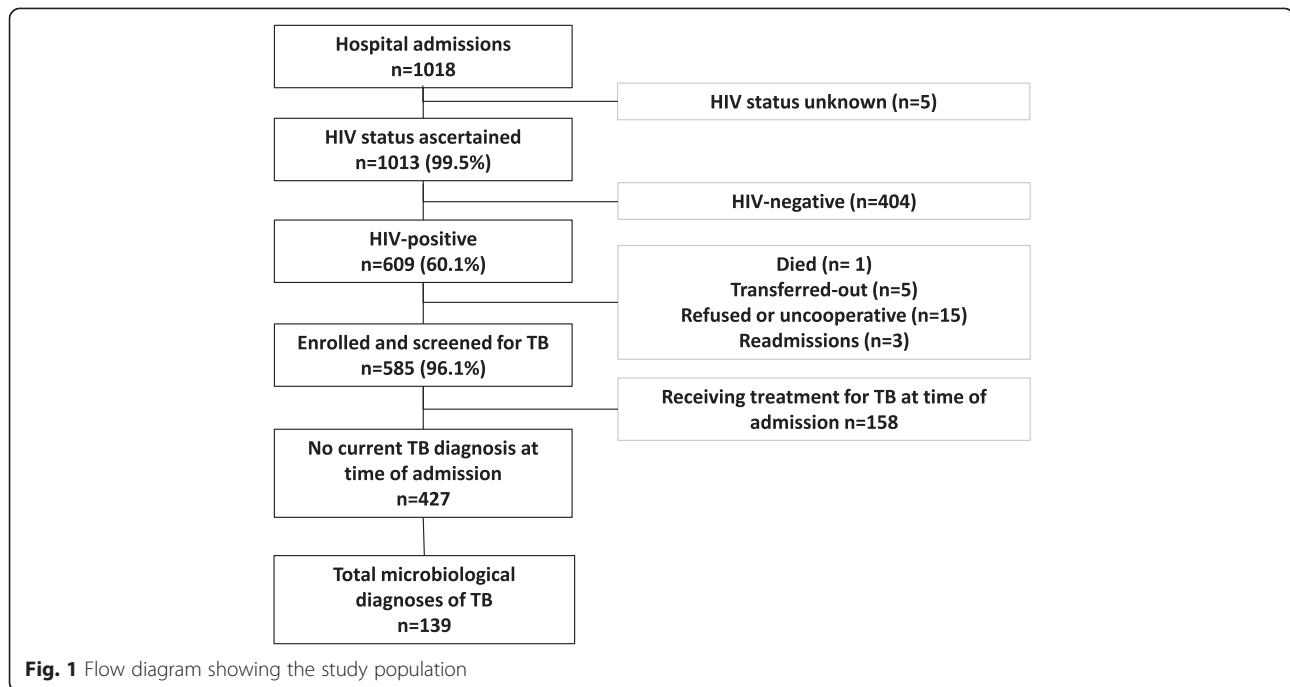 Hospital admissions
n=1018
HIV status unknown (n=5)
HIV status ascertained
n=1013 (99.5%)
HIV-negative (n=404)
HIV-positive
n=609 (60.1%)
Died (n= 1)
Transferred-out (n=5)
Refused or uncooperative (n=15)
Readmissions (n=3)
Enrolled and screened for TB
n=585 (96.1%)
Receiving treatment for TB at time of
admission n=158
No current TB diagnosis at
time of admission
n=427
Total microbiological
diagnoses of TB
n=139
Fig. 1 Flow diagram showing the study population